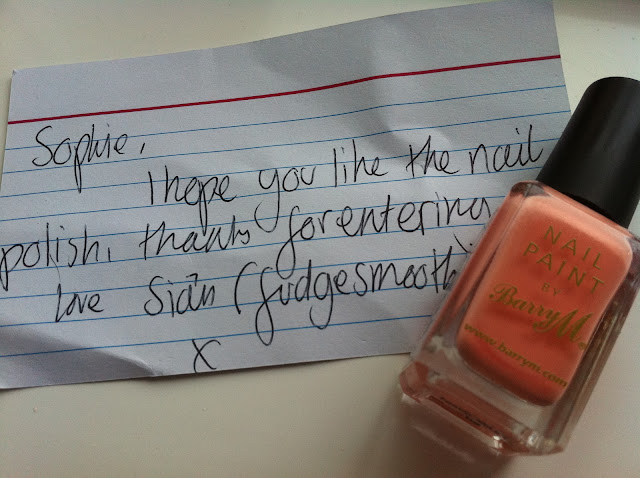 Sophie,
I hope you like the nail
polish, thanks for entering
love Siân (fudgesmooth)
x
NAIL
PAINT
BY
Barry M.
www.barrym.com